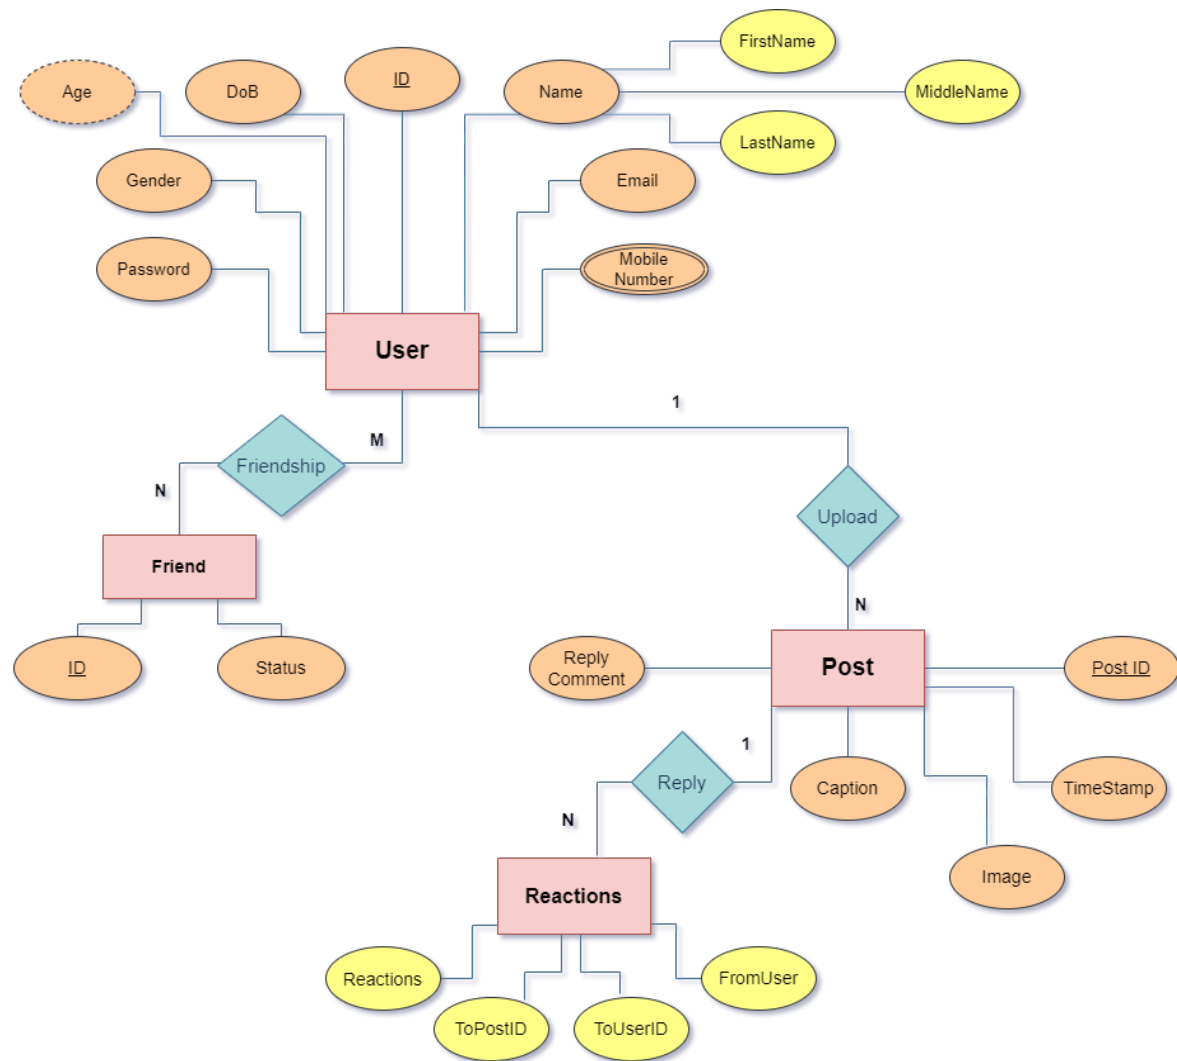 FirstName
ID
Age
DoB
Name
MiddleName
LastName
Gender
Email
Password
Mobile
Number
User
1
M
Friendship
N
Upload
Friend
N
ID
Status
Reply
Comment
Post
Post ID
1
Reply
Caption
TimeStamp
N
Image
Reactions
Reactions
FromUser
ToPostID
ToUserID